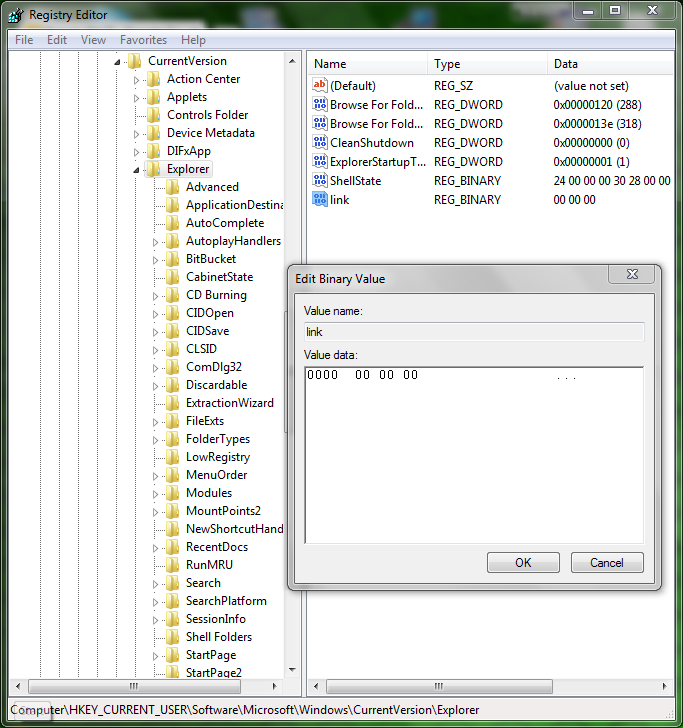 Registry Editor
File Edit View Favorites Help
CurrentVersion
Action Center
Applets
Controls Folder
Device Metadata
DIFxApp
Explorer
Advanced
ApplicationDestina
AutoComplete
AutoplayHandlers
BitBucket
CabinetState
CD Burning
CIDOpen
CIDSave
CLSID
ComDlg32
Discardable
ExtractionWizard
FileExts
FolderTypes
LowRegistry
MenuOrder
Modules
MountPoints2
NewShortcutHand
RecentDocs
RunMRU
Search
SearchPlatform
SessionInfo
Shell Folders
StartPage
StartPage2
Name Type Data
(Default) REG_SZ (value not set)
Browse For Fold... REG_DWORD 0x00000120 (288)
Browse For Fold... REG_DWORD 0x0000013e (318)
CleanShutdown REG_DWORD 0x00000000 (0)
ExplorerStartupT... REG_DWORD 0x00000001 (1)
ShellState REG_BINARY 24 00 00 00 30 28 00 00
link REG_BINARY 00 00 00
Edit Binary Value
Value name:
link
Value data:
0000 00 00 00 . . .
OK Cancel
Computer\HKEY_CURRENT_USER\Software\Microsoft\Windows\CurrentVersion\Explorer